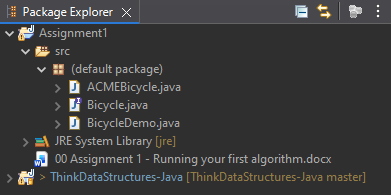 Package Explorer
Assignment1
src
(default package)
ACMEBicycle.java
Bicycle.java
BicycleDemo.java
JRE System Library [jre]
00 Assignment 1 - Running your first algorithm.docx
> ThinkDataStructures-Java [ThinkDataStructures-Java master]